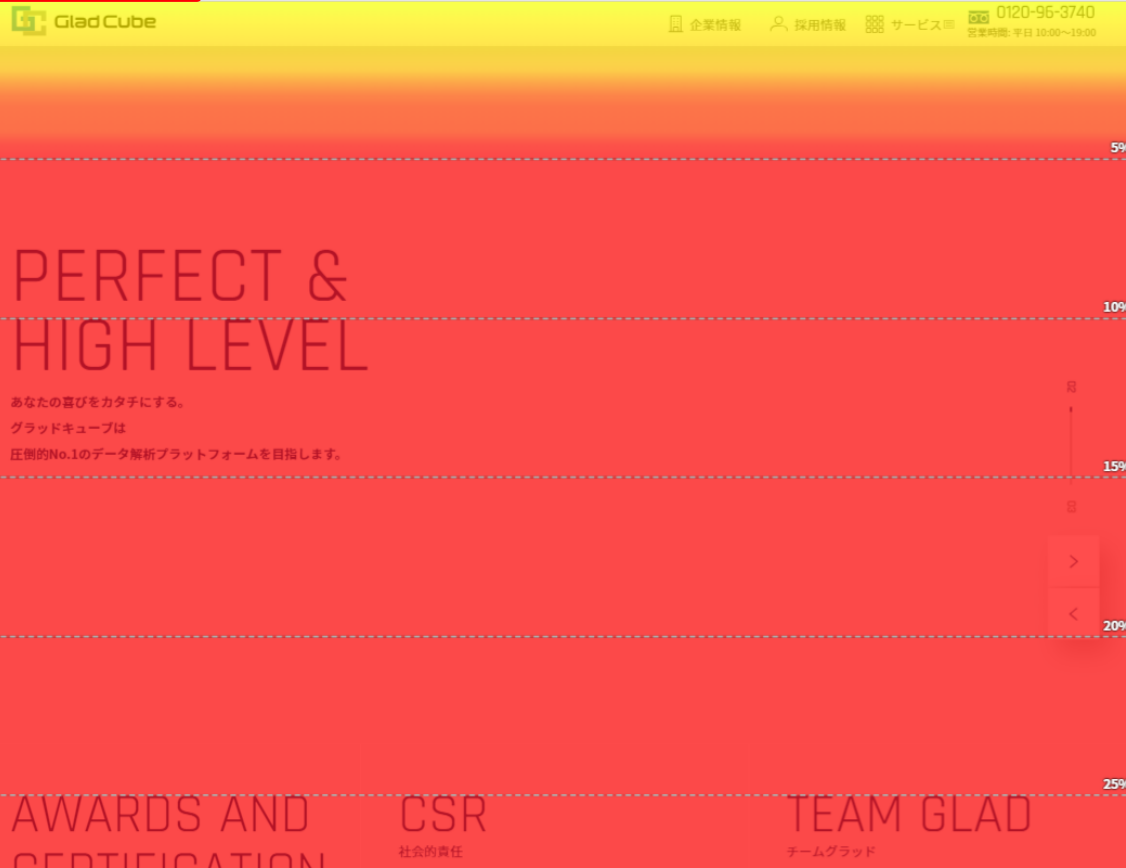 Glad Cube
企業情報
採用情報
サービス
0120-96-3740
営業時間: 平日 10:00〜19:00
5%
PERFECT &
10%
HIGH LEVEL
あなたの喜びをカタチにする。
グラッドキューブは
圧倒的No.1のデータ解析プラットフォームを目指します。
15%
20%
25%
AWARDS AND
CERTIFICATION
CSR
社会的責任
TEAM GLAD
チームグラッド